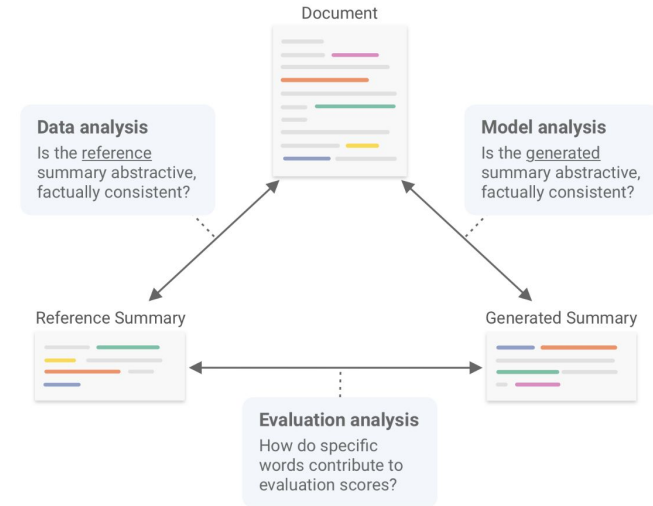 Document
Data analysis
Is the reference
summary abstractive,
factually consistent?
Model analysis
Is the generated
summary abstractive,
factually consistent?
Reference Summary
Generated Summary
Evaluation analysis
How do specific
words contribute to
evaluation scores?